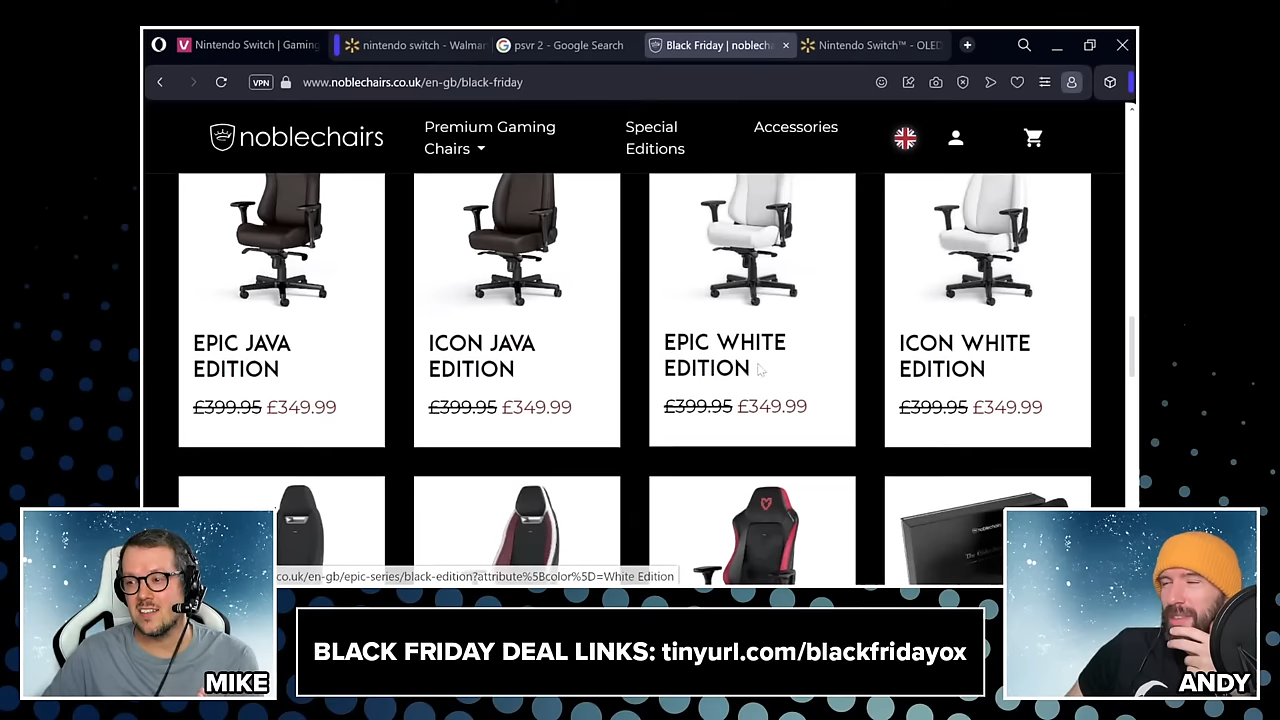 Nintendo Switch | Gaming
nintendo switch - Walmar
psvr 2 - Google Search
Black Friday | noblecha
Nintendo Switch™ - OLED
VPN
www.noblechairs.co.uk/en-gb/black-friday
noblechairs
Premium Gaming
Chairs
Special
Editions
Accessories
EPIC JAVA
EDITION
£399.95 £349.99
ICON JAVA
EDITION
£399.95 £349.99
EPIC WHITE
EDITION
£399.95 £349.99
ICON WHITE
EDITION
£399.95 £349.99
noblechairs
co.uk/en-gb/epic-series/black-edition?attribute%5Bcolor%5D=White Edition
BLACK FRIDAY DEAL LINKS: tinyurl.com/blackfridayox
MIKE
ANDY